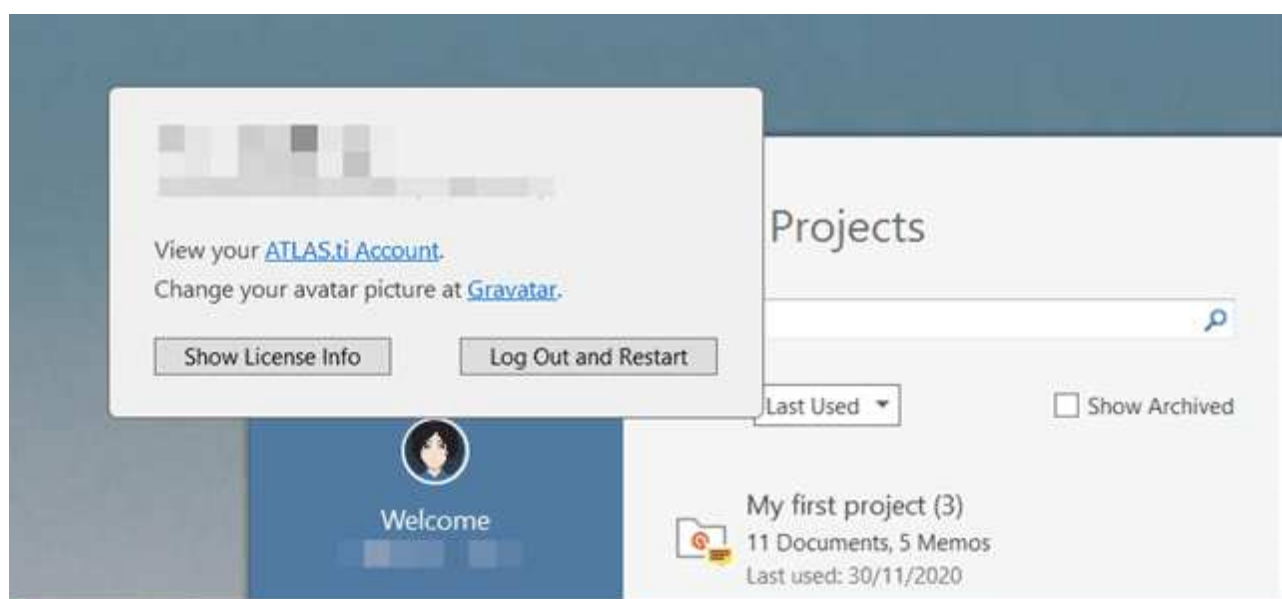 View your ATLAS.ti Account.
Change your avatar picture at Gravatar.
Show License Info
Log Out and Restart
Projects
Last Used
Show Archived
Welcome
My first project (3)
11 Documents, 5 Memos
Last used: 30/11/2020